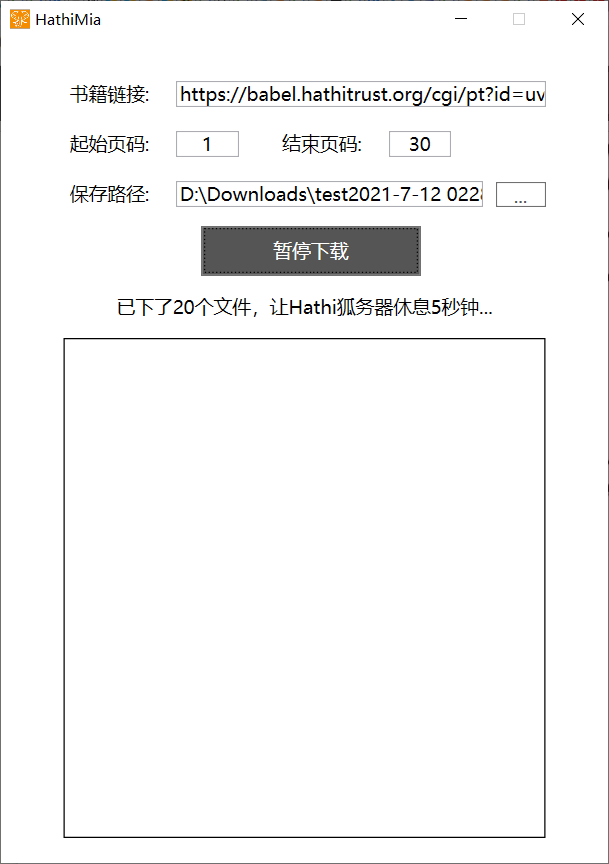 HathiMia
书籍链接: https://babel.hathitrust.org/cgi/pt?id=uv
起始页码: 1 结束页码: 30
保存路径: D:\Downloads\test2021-7-12 0228 ...
暂停下载
已下了20个文件，让Hathi狐务器休息5秒钟...